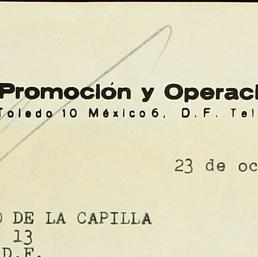 Promoción y Operac
Toledo 10 México 6, D.F. Tel
23 de oc
O DE LA CAPILLA
13
D.F.